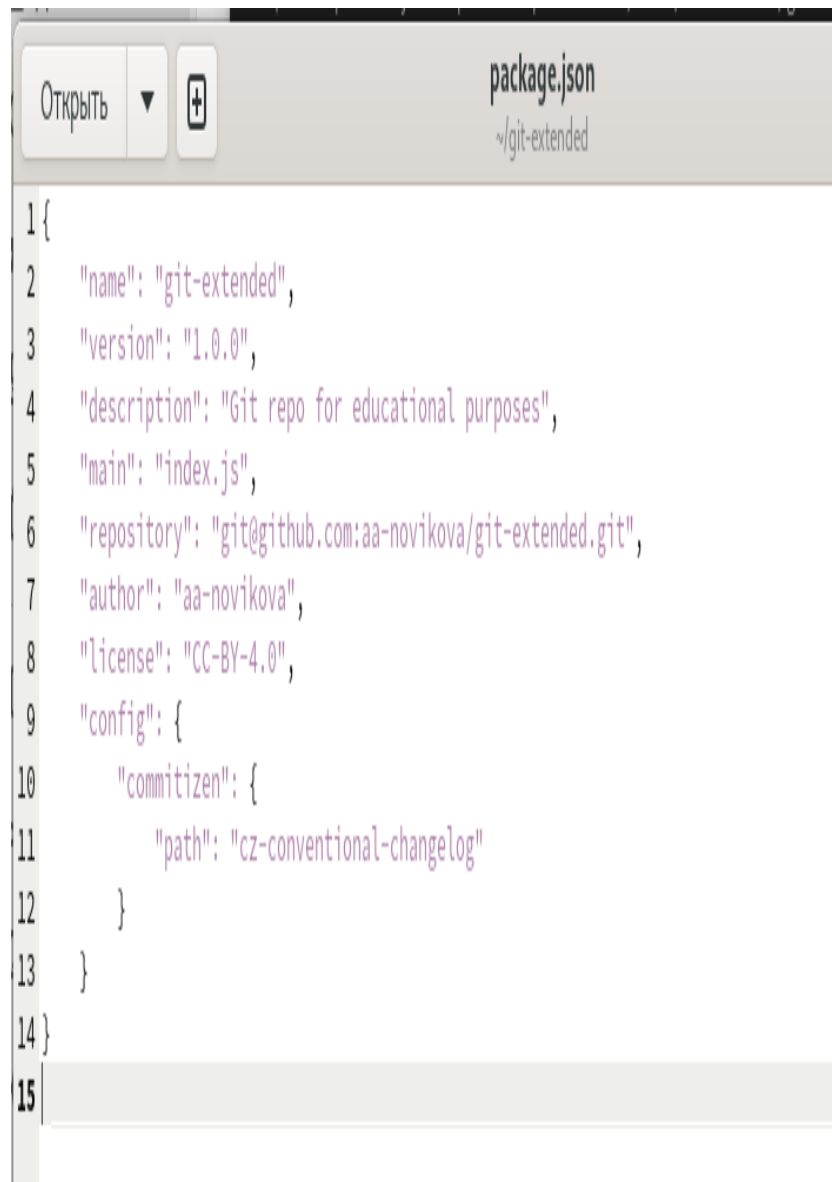 Открыть
package.json
~/git-extended
1 {
2 "name": "git-extended",
3 "version": "1.0.0",
4 "description": "Git repo for educational purposes",
5 "main": "index.js",
6 "repository": "git@github.com:aa-novikova/git-extended.git",
7 "author": "aa-novikova",
8 "license": "CC-BY-4.0",
9 "config": {
10 "commitizen": {
11 "path": "cz-conventional-changelog"
12 }
13 }
14 }
15